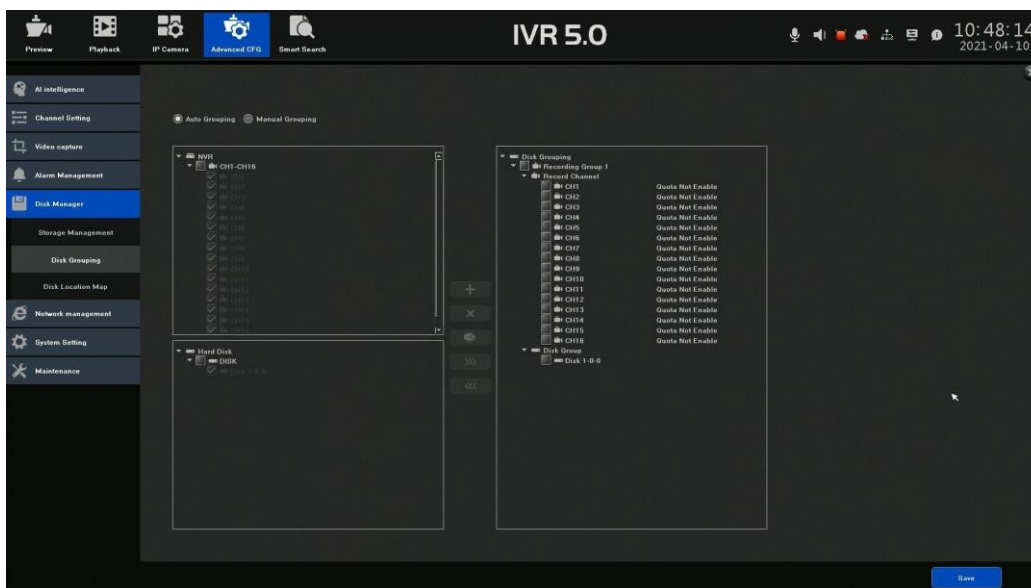 IVR 5.0
10:48:14
2021-04-10
Preview
Playback
IP Camera
Advanced CFG
Smart Search
AI intelligence
Channel Setting
Video capture
Alarm Management
Disk Manager
Storage Management
Disk Grouping
Disk Location Map
Network management
System Setting
Maintenance
Auto Grouping
Manual Grouping
NVR
CH1-CH16
Hard Disk
DISK
Disk 1-0-0
Disk Grouping
Recording Group 1
Record Channel
CH1 Quota Not Enable
CH2 Quota Not Enable
CH3 Quota Not Enable
CH4 Quota Not Enable
CH5 Quota Not Enable
CH6 Quota Not Enable
CH7 Quota Not Enable
CH8 Quota Not Enable
CH9 Quota Not Enable
CH10 Quota Not Enable
CH11 Quota Not Enable
CH12 Quota Not Enable
CH13 Quota Not Enable
CH14 Quota Not Enable
CH15 Quota Not Enable
CH16 Quota Not Enable
Disk Group
Disk 1-0-0
Save